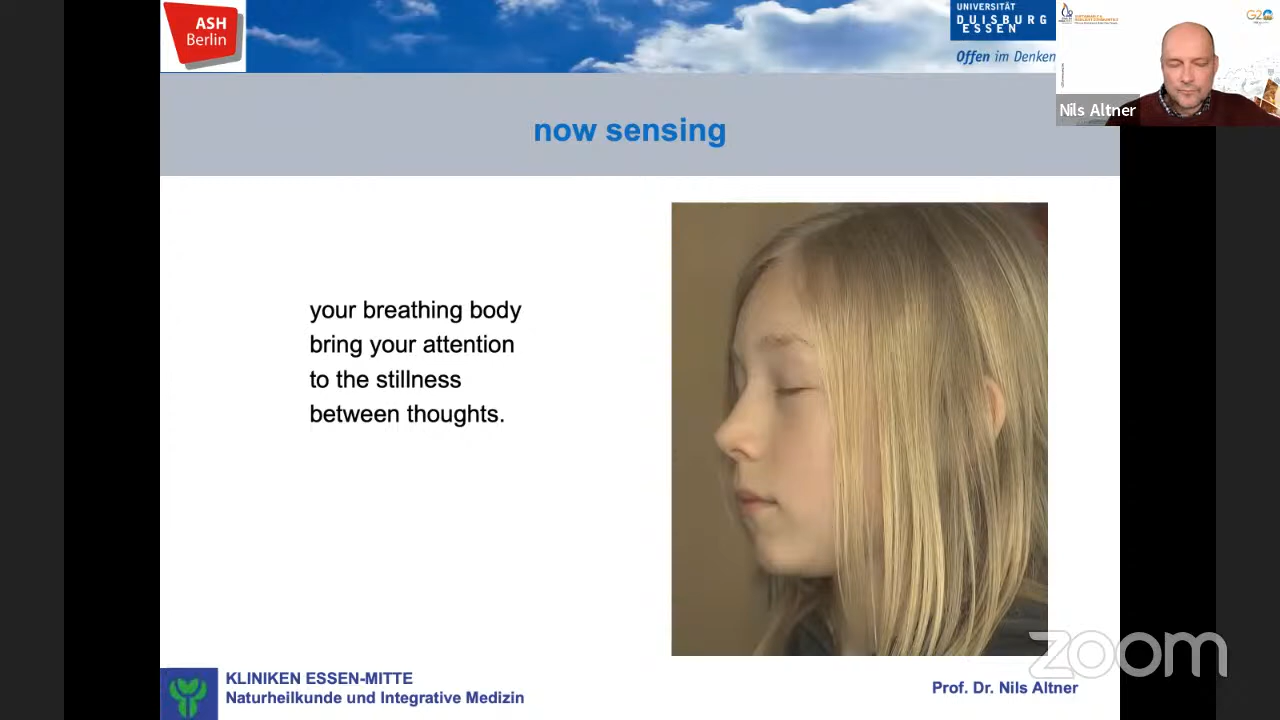 ASH
Berlin
UNIVERSITÄT
DUISBURG
ESSEN
Offen im Denken
G20
Nils Altner
now sensing
your breathing body
bring your attention
to the stillness
between thoughts.
zoom
KLINIKEN ESSEN-MITTE
Naturheilkunde und Integrative Medizin
Prof. Dr. Nils Altner